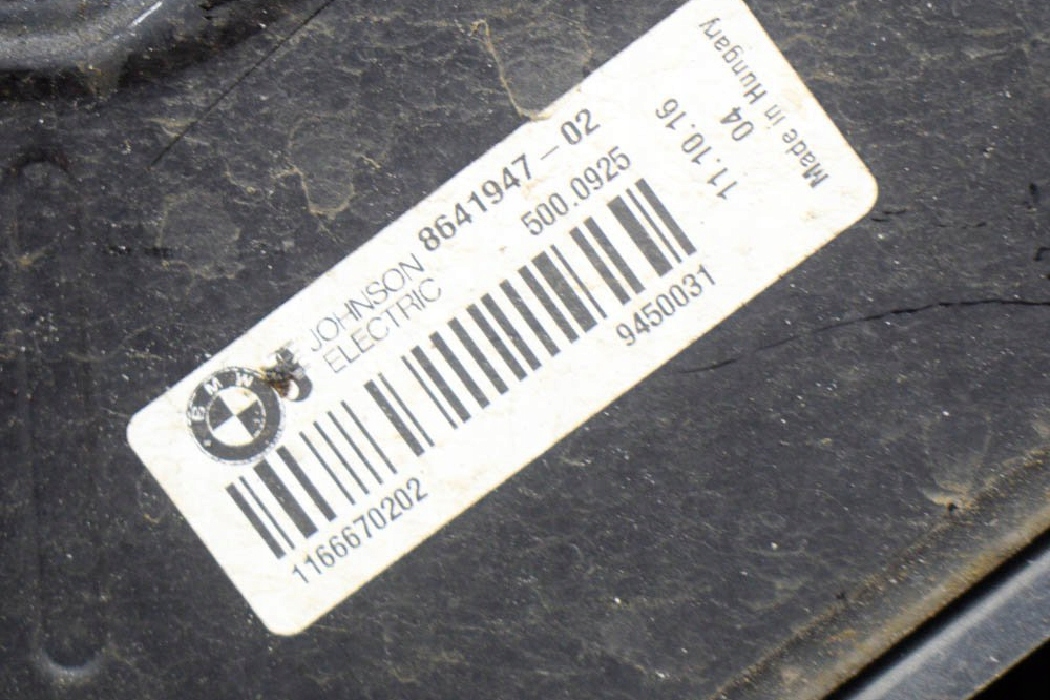 BMW
JOHNSON
ELECTRIC
8641947-02
500.0925
1166670202
9450031
11.10.16
04
Made in Hungary